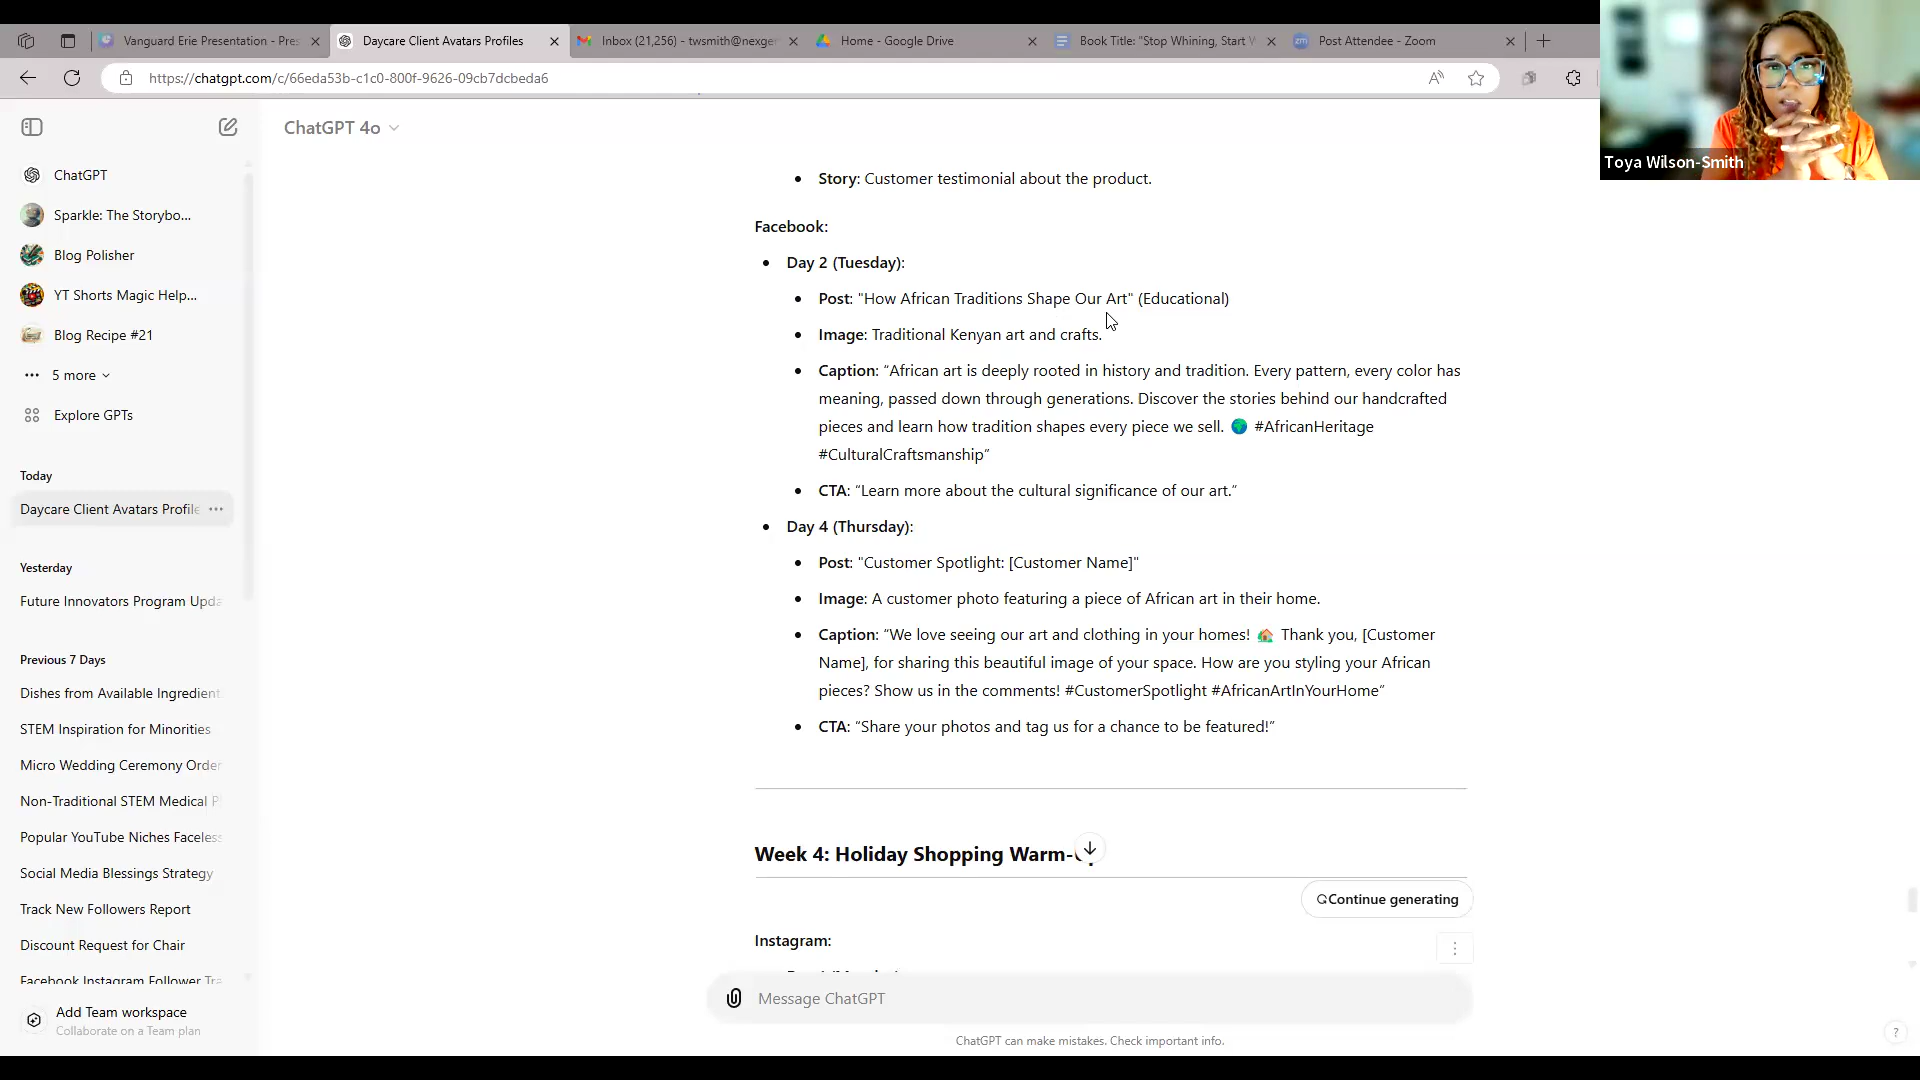 Vanguard Erie Presentation - Pres
Daycare Client Avatars Profiles
Inbox (21,256) - twsmith@nexge
Home - Google Drive
Book Title: "Stop Whining, Start W
zm
Post Attendee - Zoom
https://chatgpt.com/c/66eda53b-c1c0-800f-9626-09cb7dcbeda6
Toya Wilson-Smith
ChatGPT 4o
ChatGPT
Sparkle: The Storybo...
Blog Polisher
YT Shorts Magic Help...
Blog Recipe #21
5 more
Explore GPTs
Today
Daycare Client Avatars Profile
Yesterday
Future Innovators Program Upda
Previous 7 Days
Dishes from Available Ingredient
STEM Inspiration for Minorities
Micro Wedding Ceremony Order
Non-Traditional STEM Medical P
Popular YouTube Niches Faceless
Social Media Blessings Strategy
Track New Followers Report
Discount Request for Chair
Facebook Instagram Follower Tra
Add Team workspace
Collaborate on a Team plan
• Story: Customer testimonial about the product.
Facebook:
• Day 2 (Tuesday):
• Post: "How African Traditions Shape Our Art" (Educational)
• Image: Traditional Kenyan art and crafts.
• Caption: “African art is deeply rooted in history and tradition. Every pattern, every color has
meaning, passed down through generations. Discover the stories behind our handcrafted
pieces and learn how tradition shapes every piece we sell. 🌍 #AfricanHeritage
#CulturalCraftsmanship”
• CTA: “Learn more about the cultural significance of our art.”
• Day 4 (Thursday):
• Post: "Customer Spotlight: [Customer Name]"
• Image: A customer photo featuring a piece of African art in their home.
• Caption: “We love seeing our art and clothing in your homes! 🏠 Thank you, [Customer
Name], for sharing this beautiful image of your space. How are you styling your African
pieces? Show us in the comments! #CustomerSpotlight #AfricanArtInYourHome”
• CTA: “Share your photos and tag us for a chance to be featured!”
Week 4: Holiday Shopping Warm-
Continue generating
Instagram:
Message ChatGPT
ChatGPT can make mistakes. Check important info.
?